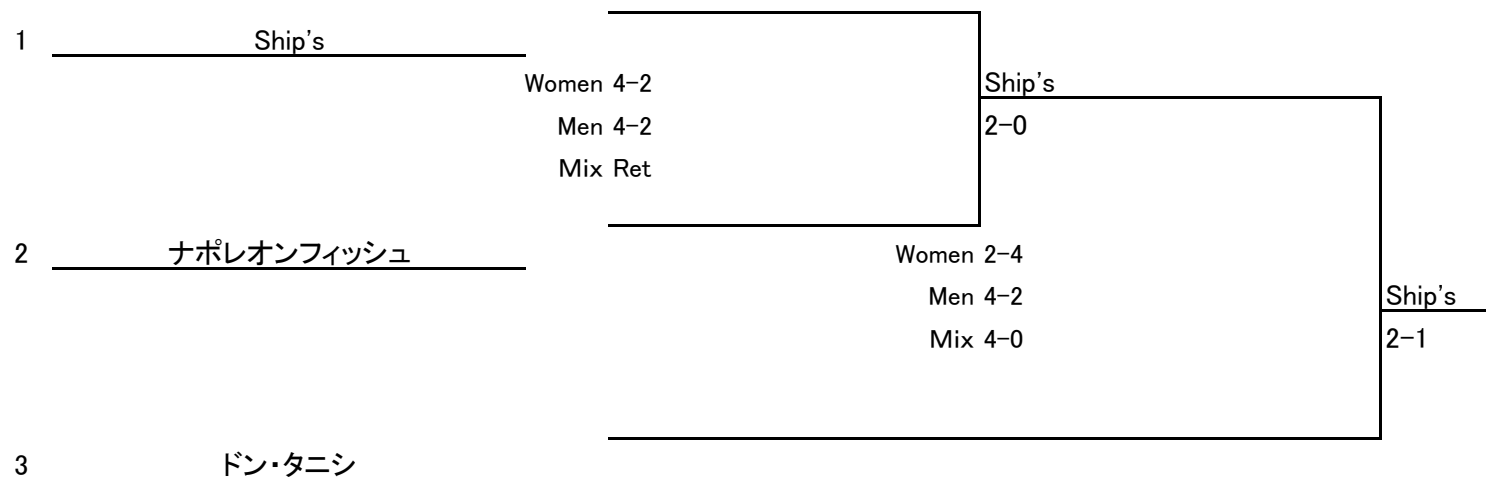 1 Ship's
Women 4-2 Ship's
Men 4-2 2-0
Mix Ret
2 ナポレオンフィッシュ
Women 2-4
Men 4-2 Ship's
Mix 4-0 2-1
3 ドン・タニシ